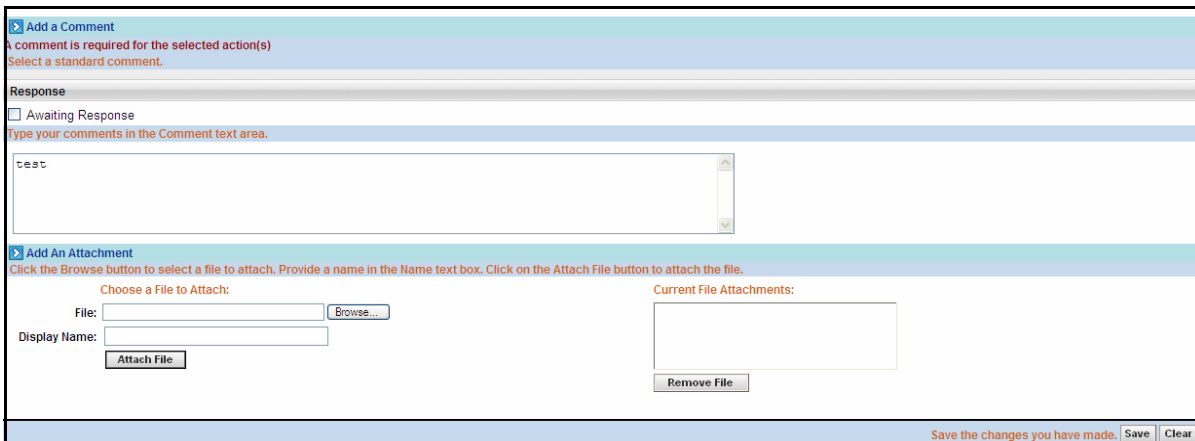 Add a Comment
A comment is required for the selected action(s)
Select a standard comment.
Response
Awaiting Response
Type your comments in the Comment text area.
test
Add An Attachment
Click the Browse button to select a file to attach. Provide a name in the Name text box. Click on the Attach File button to attach the file.
Choose a File to Attach:
Current File Attachments:
File:
Browse...
Display Name:
Attach File
Remove File
Save the changes you have made. Save Clear